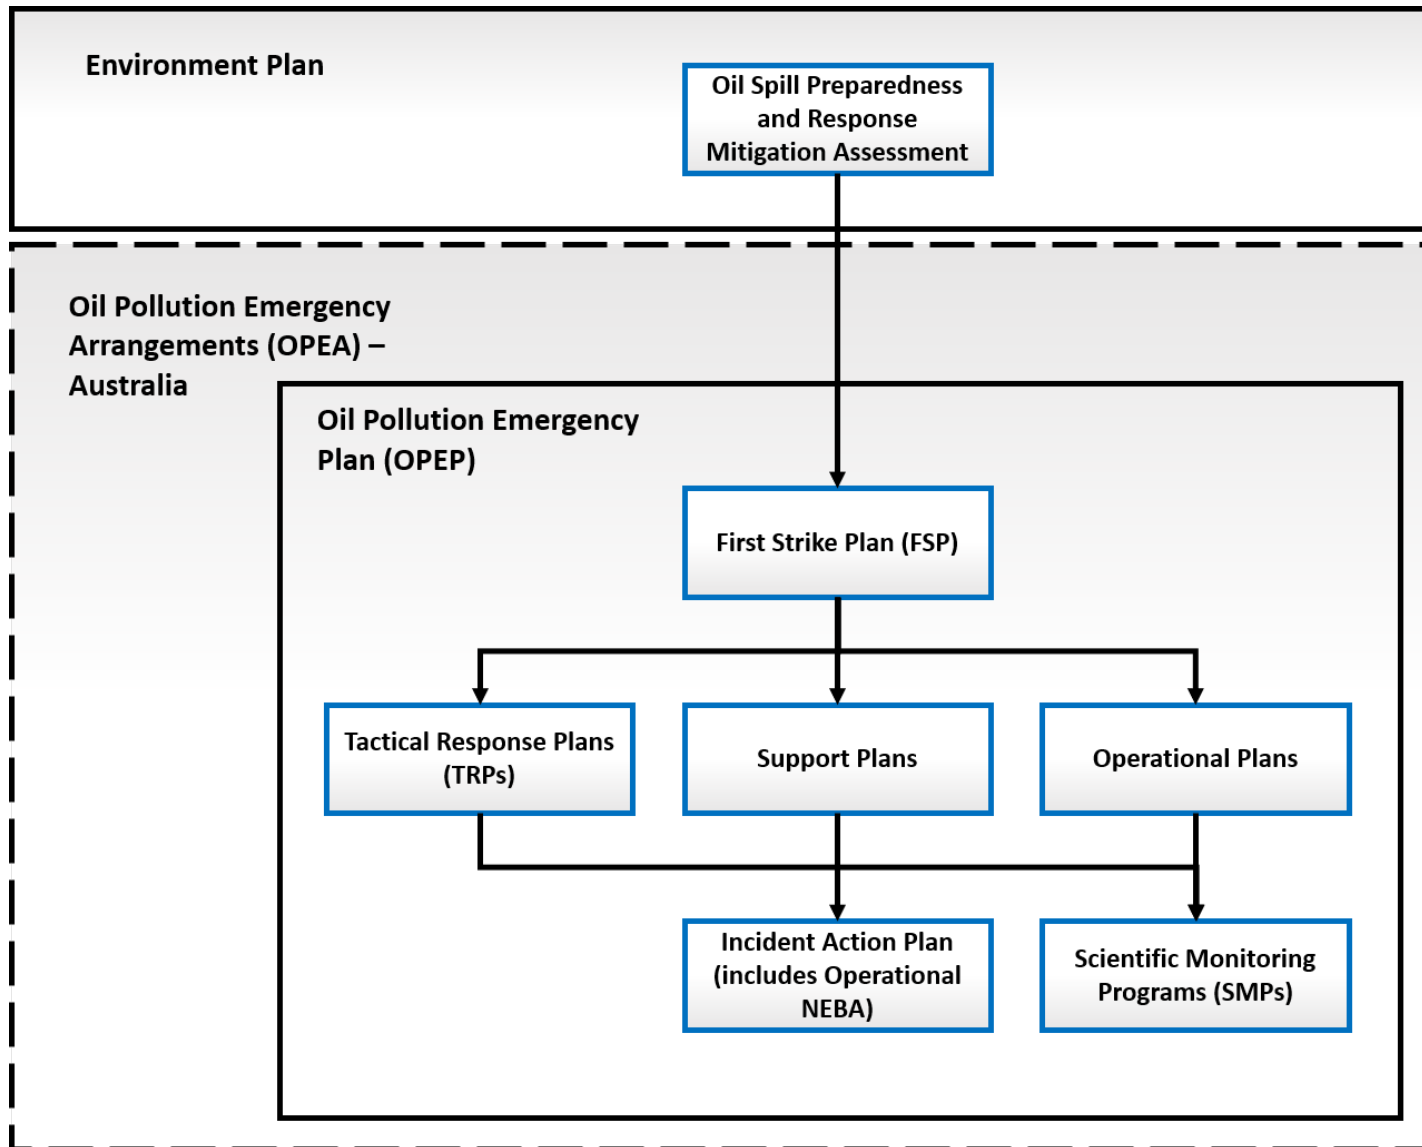 Environment Plan
Oil Spill Preparedness
and Response
Mitigation Assessment
Oil Pollution Emergency
Arrangements (OPEA) –
Australia
Oil Pollution Emergency
Plan (OPEP)
First Strike Plan (FSP)
Tactical Response Plans
(TRPs)
Support Plans
Operational Plans
Incident Action Plan
(includes Operational
NEBA)
Scientific Monitoring
Programs (SMPs)